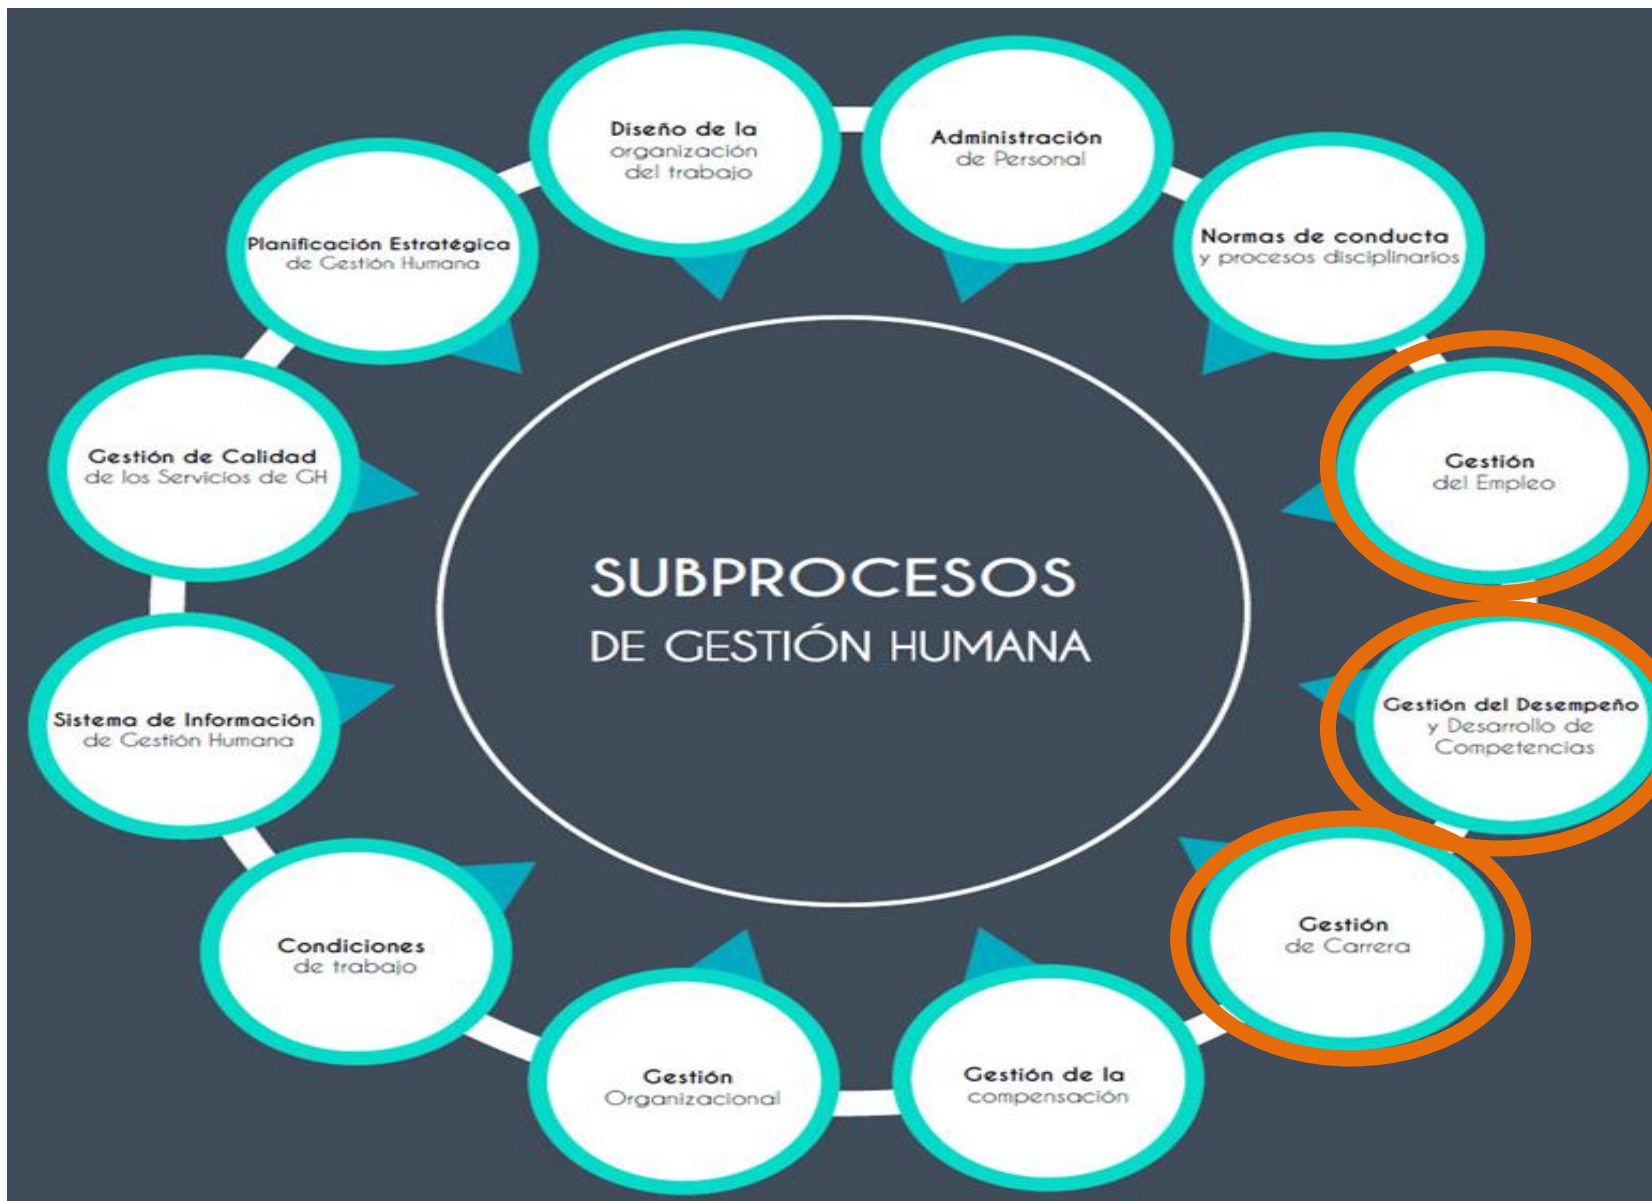 Diseño de la
organización
del trabajo
Administración
de Personal
Normas de conducta
y procesos disciplinarios
Gestión
del Empleo
Gestión del Desempeño
y Desarrollo de
Competencias
Gestión
de Carrera
Gestión de la
compensación
Gestión
Organizacional
Condiciones
de trabajo
Sistema de Información
de Gestión Humana
Gestión de Calidad
de los Servicios de GH
Planificación Estratégica
de Gestión Humana
SUBPROCESOS
DE GESTIÓN HUMANA